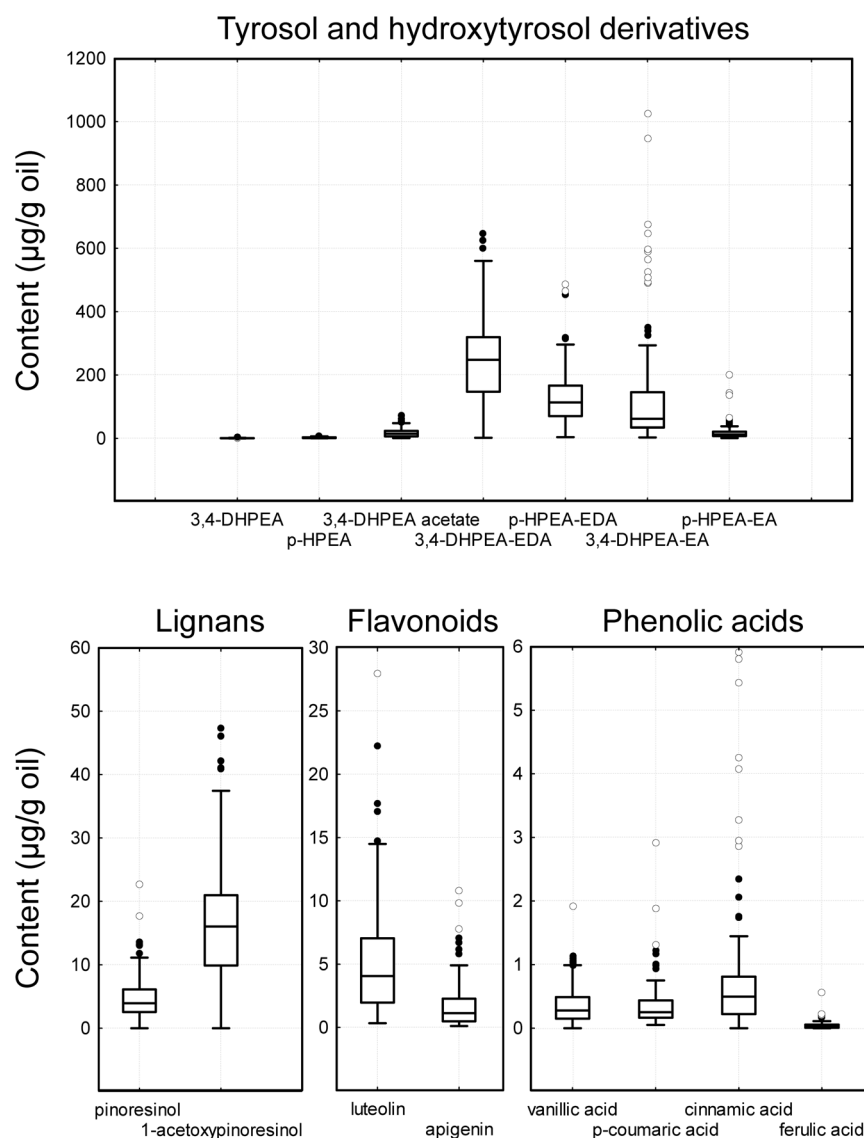 Tyrosol and hydroxytyrosol derivatives
Content (µg/g oil)
1200
1000
800
600
400
200
0
3,4-DHPEA 3,4-DHPEA acetate p-HPEA-EDA p-HPEA-EA
p-HPEA 3,4-DHPEA-EDA 3,4-DHPEA-EA
Lignans Flavonoids Phenolic acids
Content (µg/g oil)
60
50
40
30
20
10
0
30
25
20
15
10
5
0
6
5
4
3
2
1
0
pinoresinol
1-acetoxypinoresinol
luteolin
apigenin
vanillic acid cinnamic acid
p-coumaric acid ferulic acid